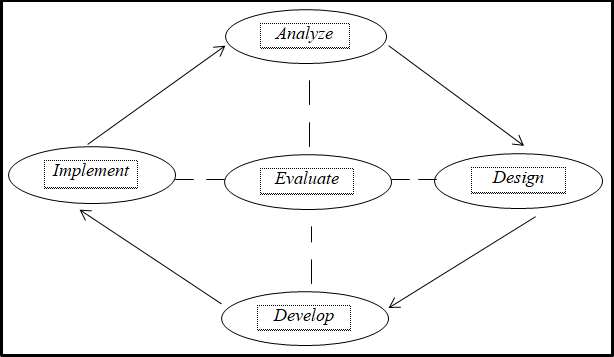 Analyze
Implement
Evaluate
Design
Develop